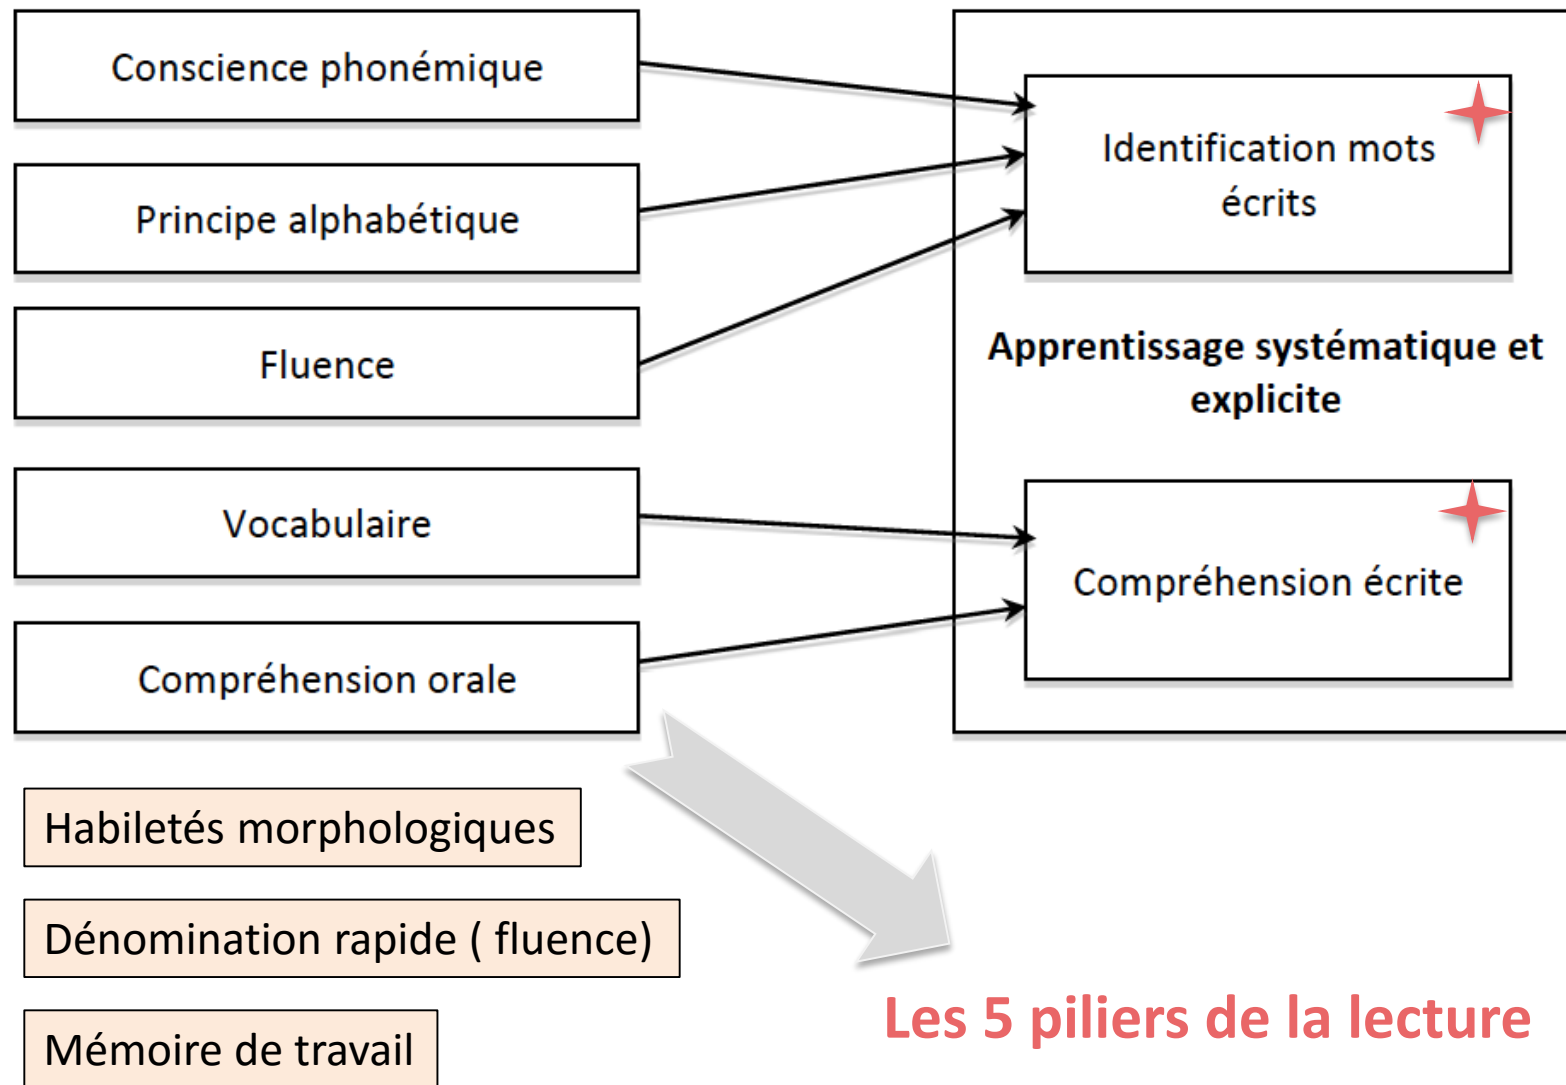 Conscience phonémique
Principe alphabétique
Fluence
Vocabulaire
Compréhension orale
Identification mots
écrits
Apprentissage systématique et
explicite
Compréhension écrite
Habiletés morphologiques
Dénomination rapide ( fluence)
Mémoire de travail
Les 5 piliers de la lecture